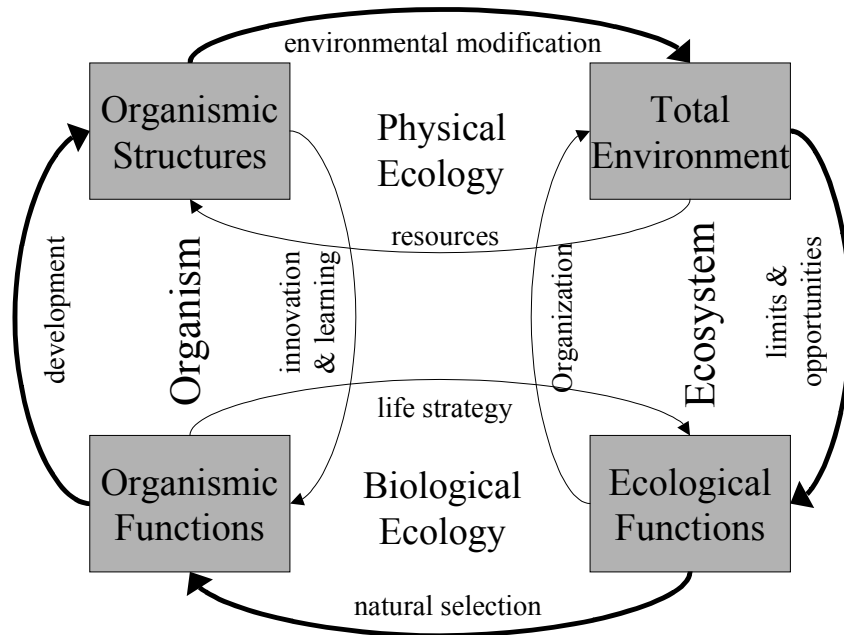 environmental modification
Organismic
Structures
Physical
Ecology
Total
Environment
resources
development
Organism
innovation
& learning
Organization
Ecosystem
limits &
opportunities
life strategy
Organismic
Functions
Biological
Ecology
Ecological
Functions
natural selection